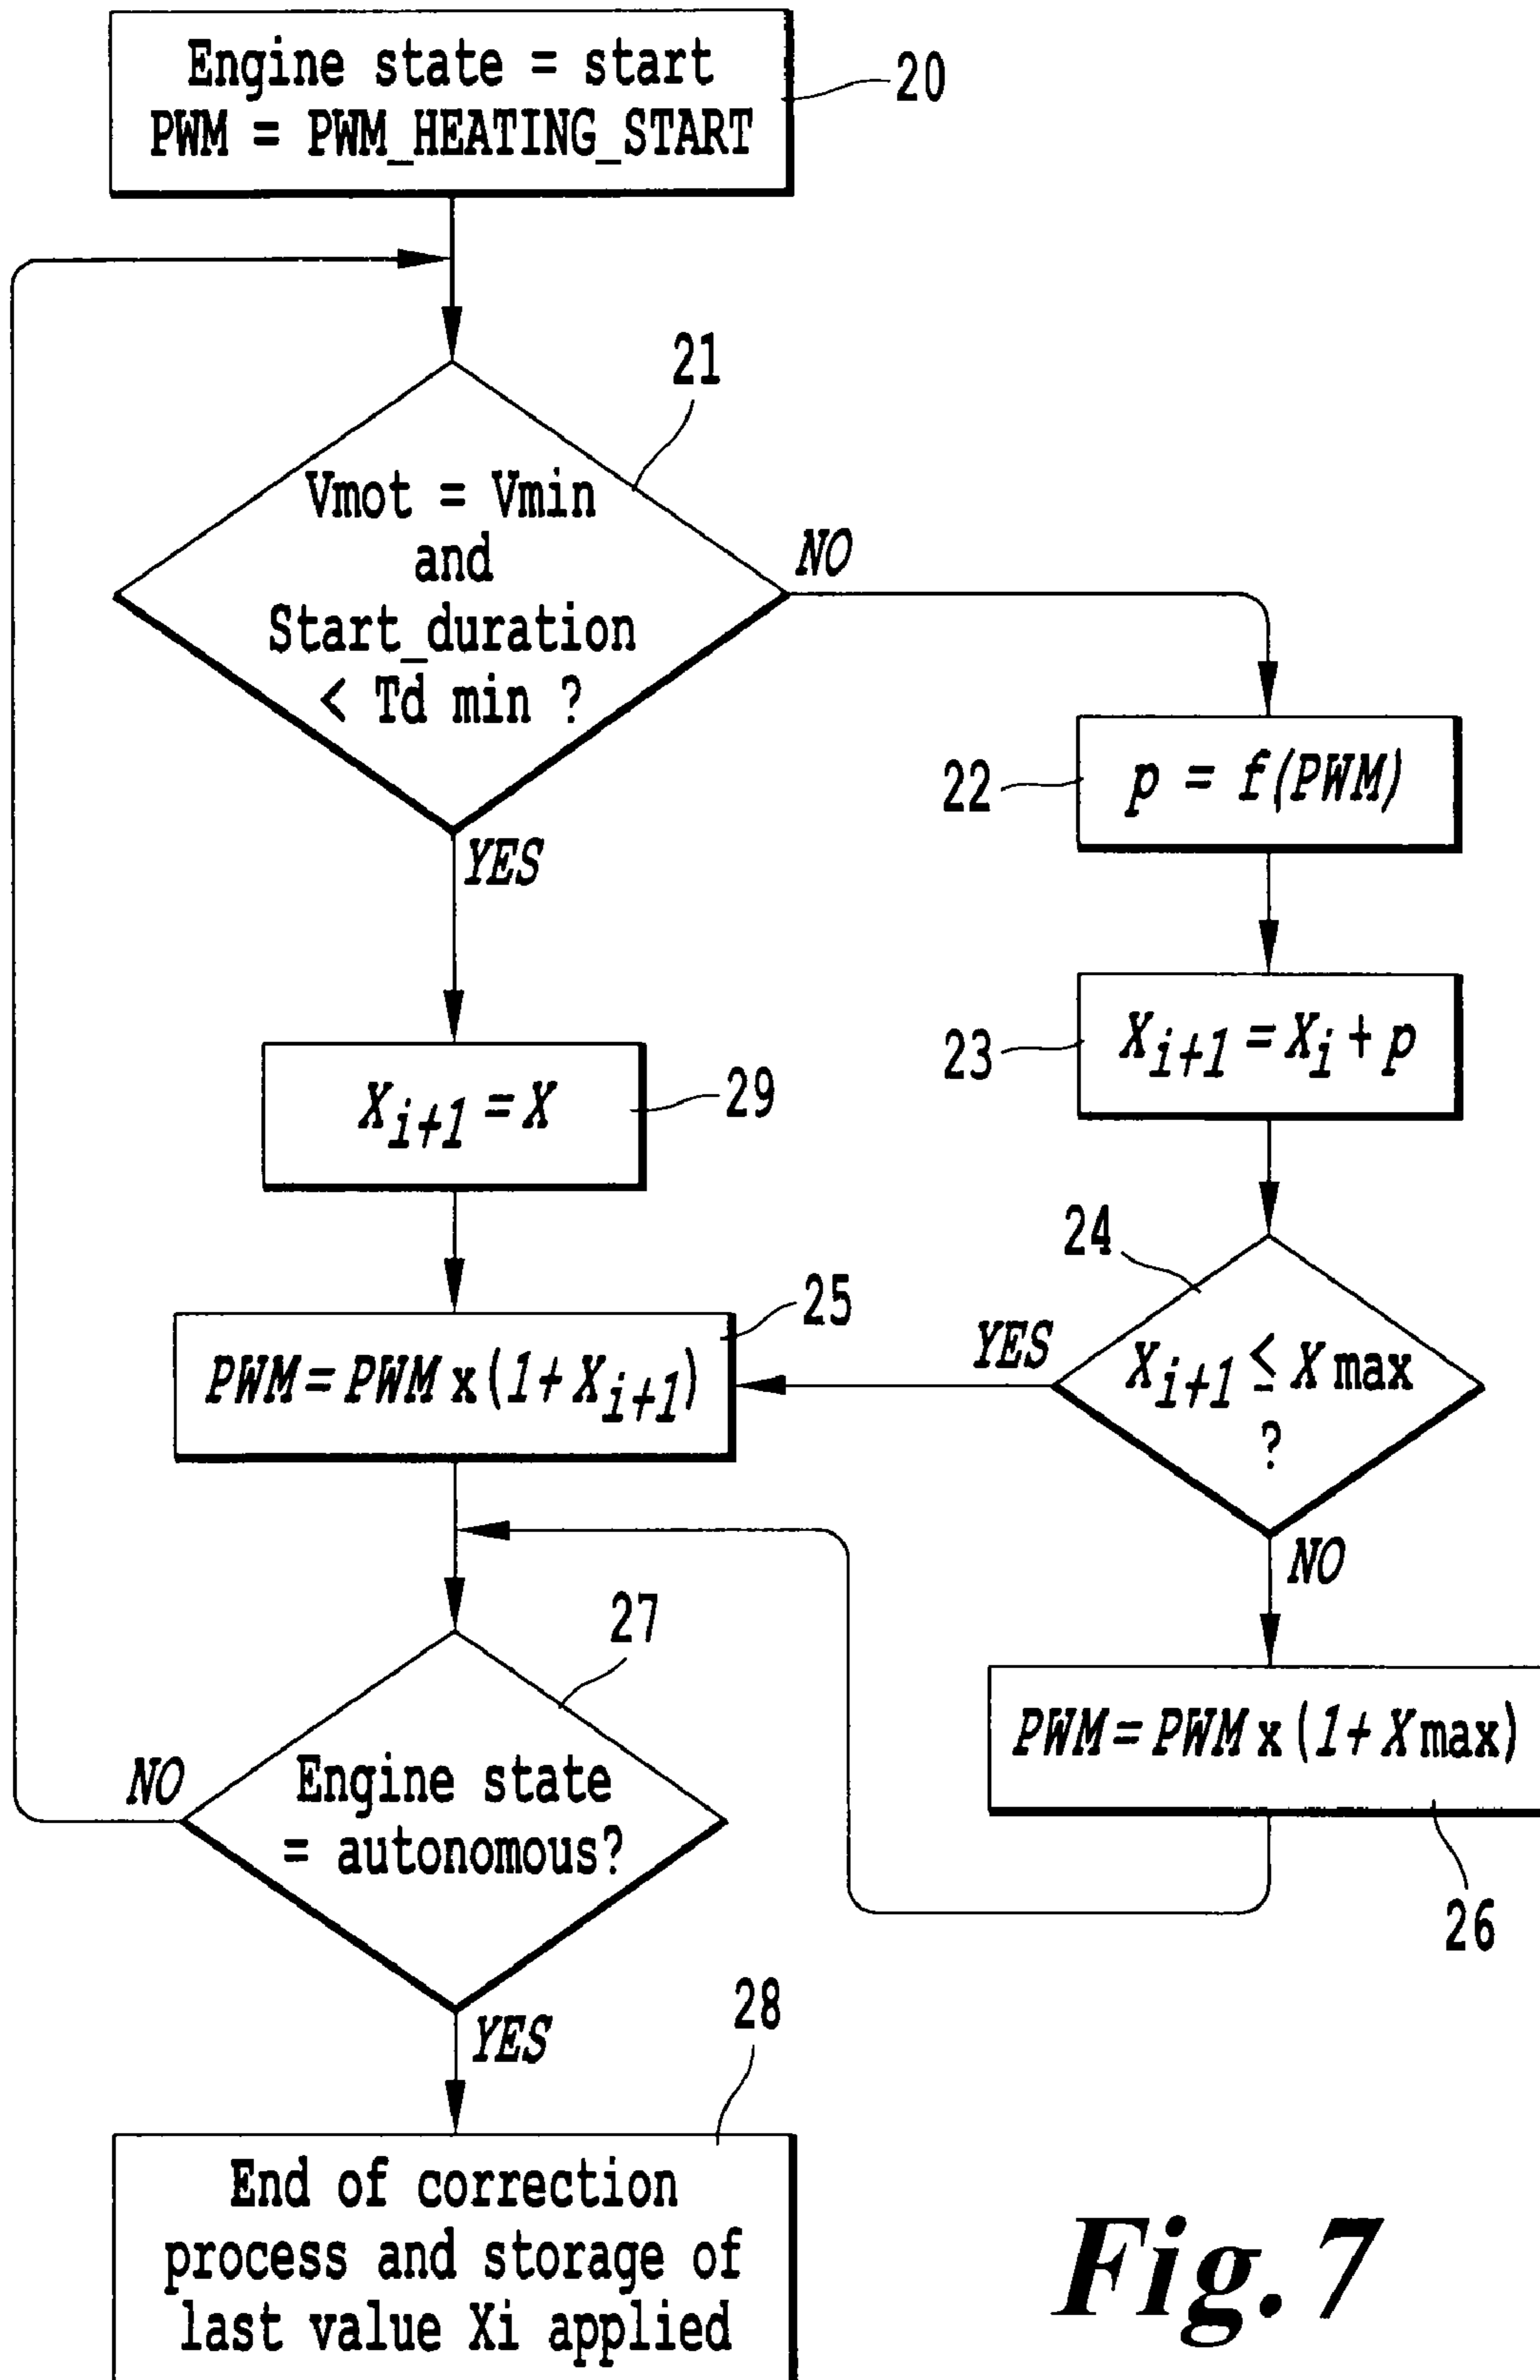 Engine state = start
PWM = PWM_HEATING_START
20
21
Vmot = Vmin
and
Start_duration
< Td min ?
NO
YES
22
p = f(PWM)
23
Xi+1 = Xi + p
Xi+1 = X
29
24
Xi+1 ≤ X max
?
YES
NO
25
PWM = PWM x (1+ Xi+1)
27
Engine state
= autonomous?
NO
YES
PWM = PWM x (1+ X max)
26
28
End of correction
process and storage of
last value Xi applied
Fig. 7